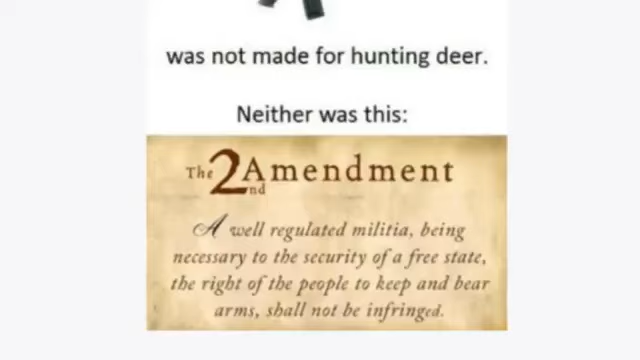 was not made for hunting deer.
Neither was this:
The 2nd Amendment
A well regulated militia, being
necessary to the security of a free state,
the right of the people to keep and bear
arms, shall not be infringed.